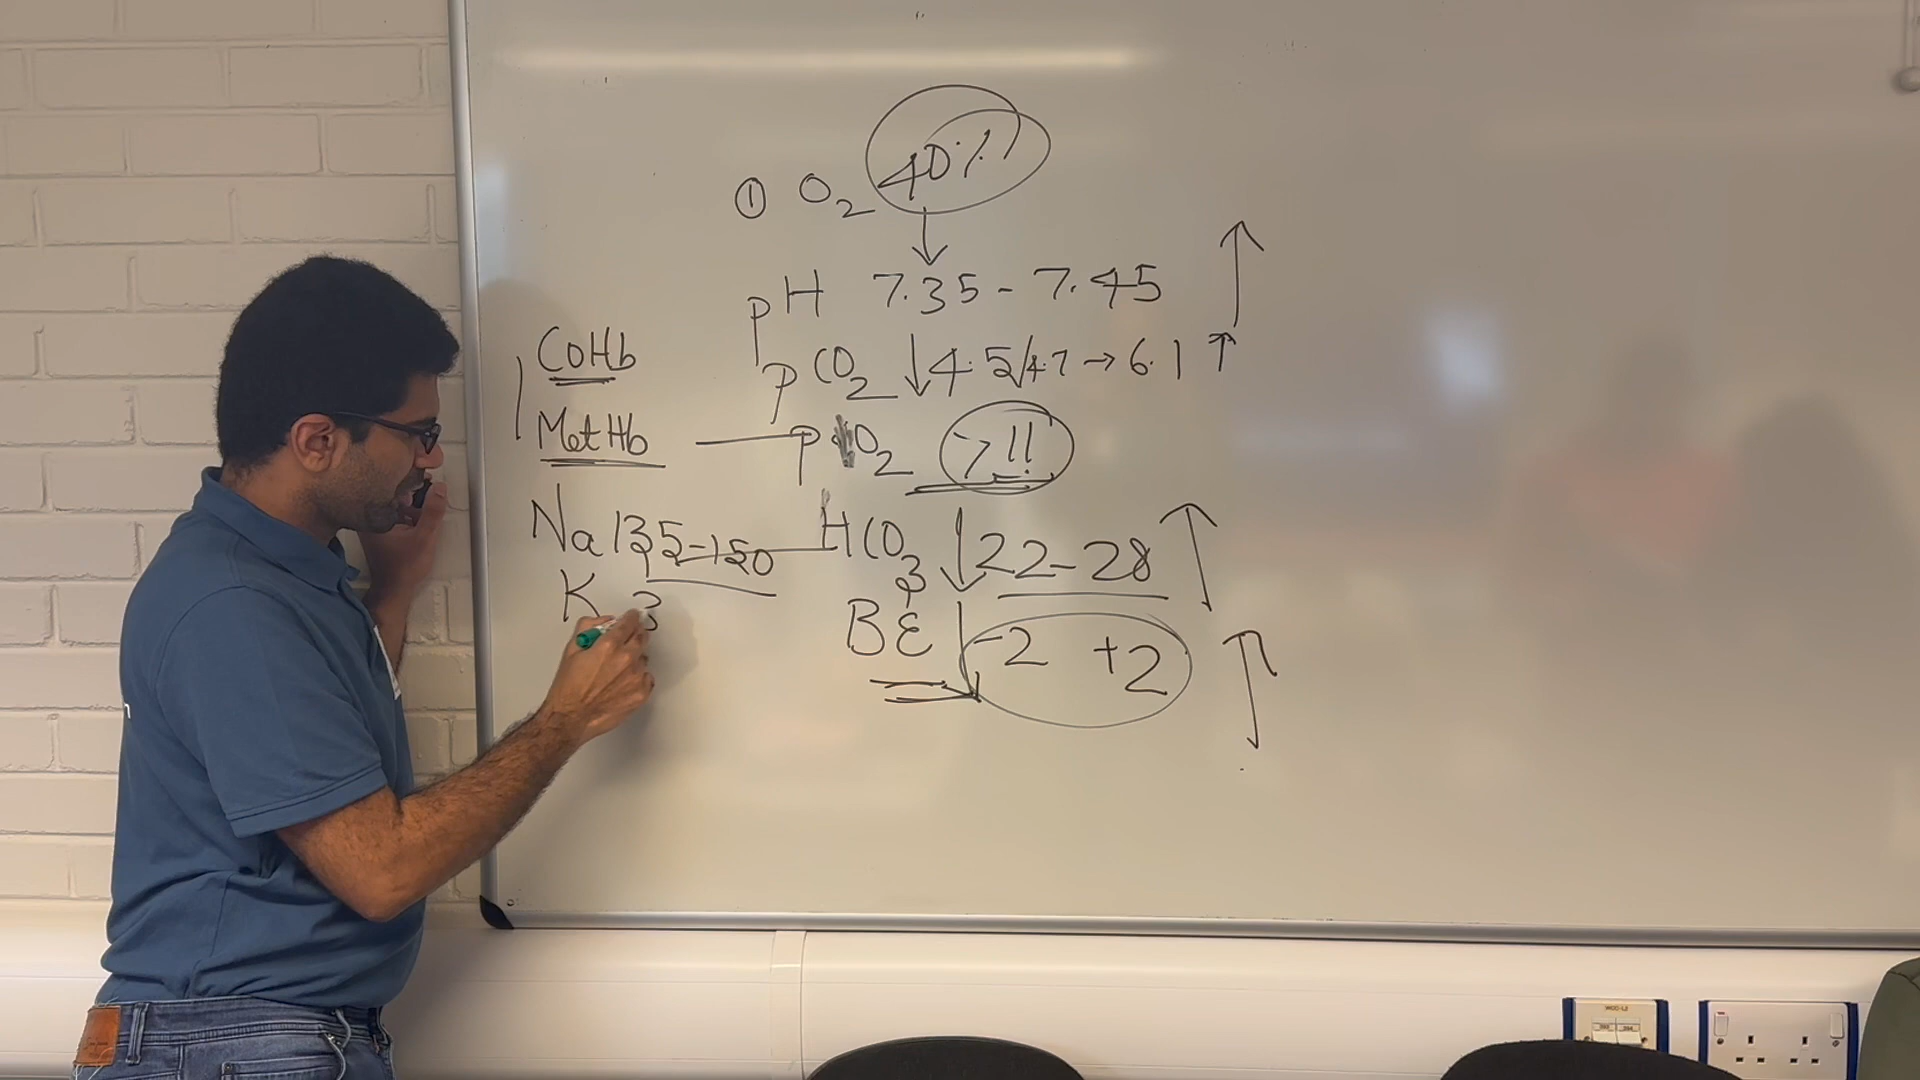 ① O2 40%
pH 7.35 - 7.45 ↑
pCO2 ↓ 4.5/4.7 → 6.1 ↑
pO2 >11
HCO3 ↓ 22-28 ↑
BE ↓ -2 +2 ↑
COHb
MetHb
Na 135-150
K 3